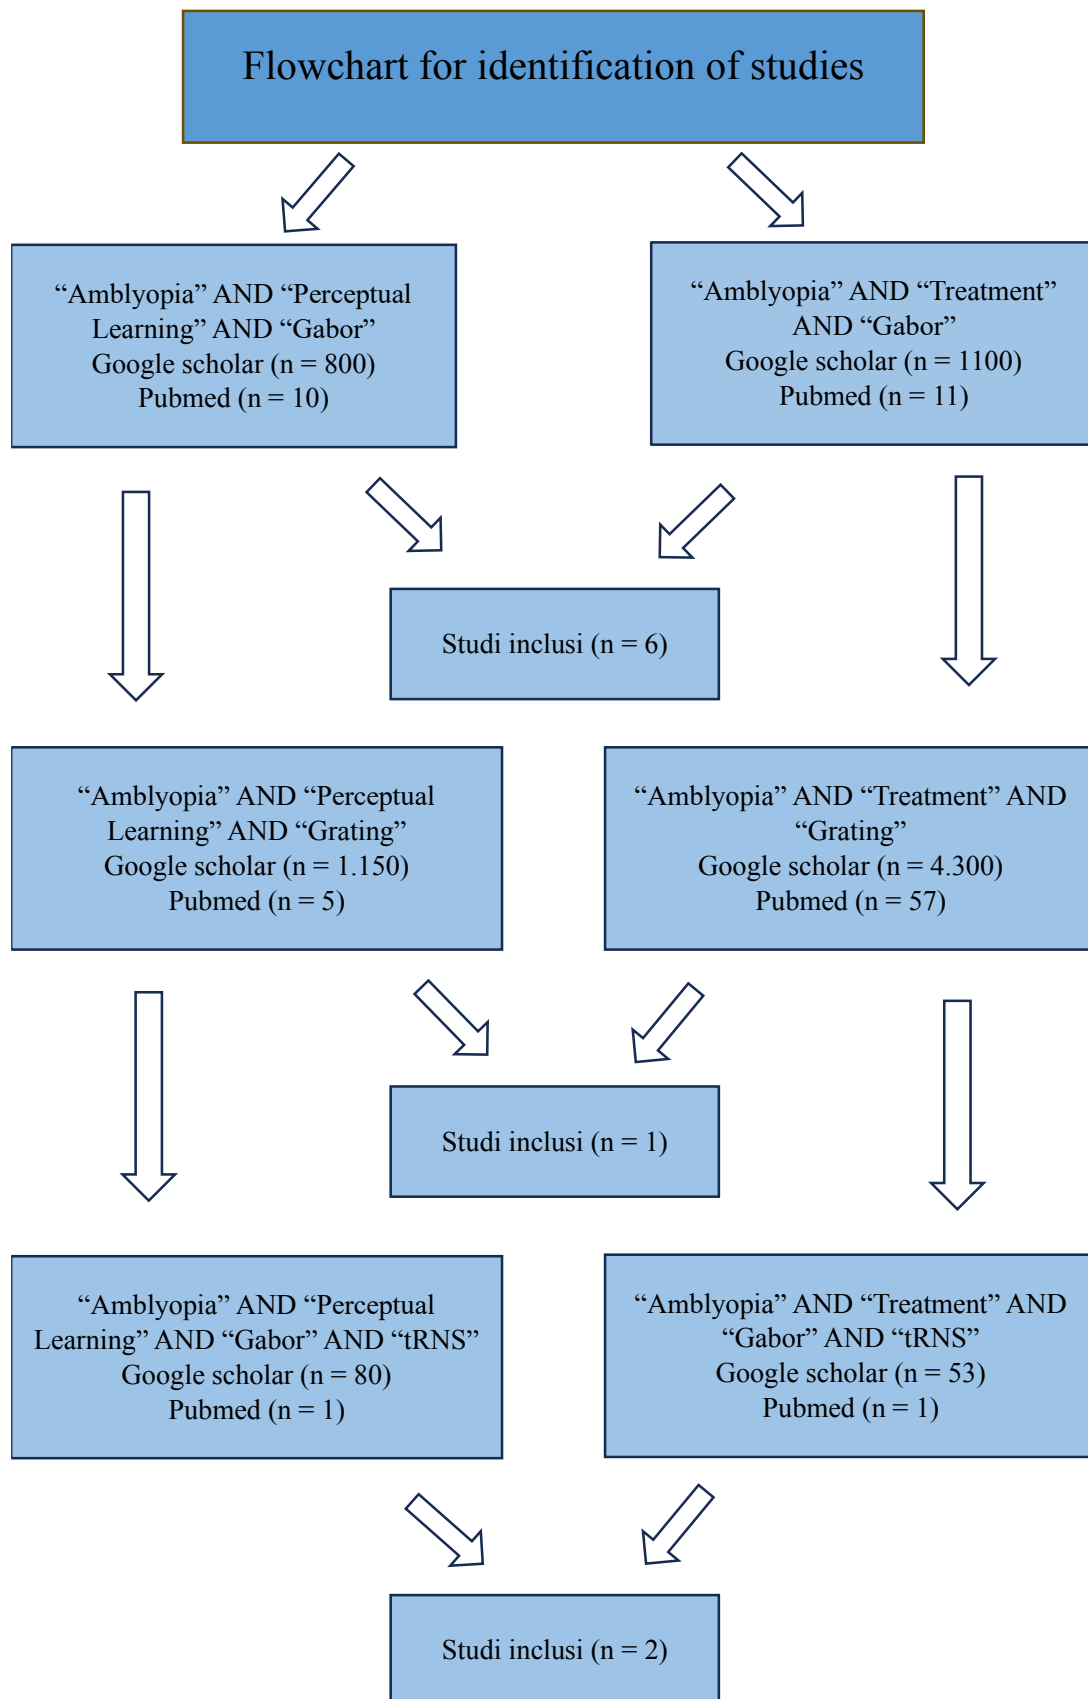 Flowchart for identification of studies
“Amblyopia” AND “Perceptual
Learning” AND “Gabor”
Google scholar (n = 800)
Pubmed (n = 10)
“Amblyopia” AND “Treatment”
AND “Gabor”
Google scholar (n = 1100)
Pubmed (n = 11)
Studi inclusi (n = 6)
“Amblyopia” AND “Perceptual
Learning” AND “Grating”
Google scholar (n = 1.150)
Pubmed (n = 5)
“Amblyopia” AND “Treatment” AND
“Grating”
Google scholar (n = 4.300)
Pubmed (n = 57)
Studi inclusi (n = 1)
“Amblyopia” AND “Perceptual
Learning” AND “Gabor” AND “tRNS”
Google scholar (n = 80)
Pubmed (n = 1)
“Amblyopia” AND “Treatment” AND
“Gabor” AND “tRNS”
Google scholar (n = 53)
Pubmed (n = 1)
Studi inclusi (n = 2)